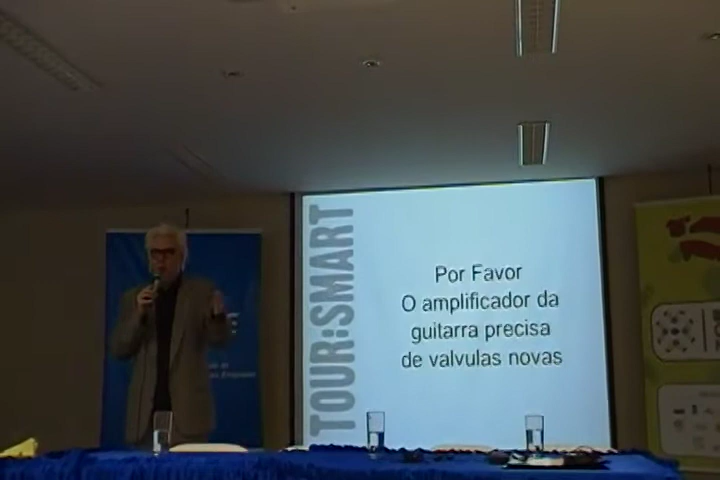 TOUR:SMART
Por Favor
O amplificador da
guitarra precisa
de valvulas novas